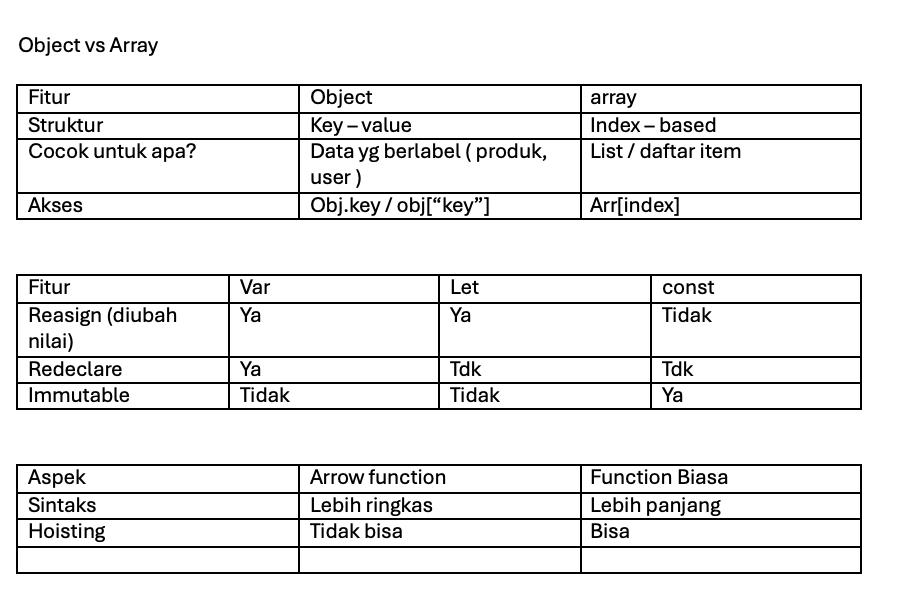 Object vs Array
Fitur Object array
Struktur Key – value Index – based
Cocok untuk apa? Data yg berlabel ( produk, List / daftar item
user )
Akses Obj.key / obj[“key”] Arr[index]
Fitur Var Let const
Reasign (diubah Ya Ya Tidak
nilai)
Redeclare Ya Tdk Tdk
Immutable Tidak Tidak Ya
Aspek Arrow function Function Biasa
Sintaks Lebih ringkas Lebih panjang
Hoisting Tidak bisa Bisa